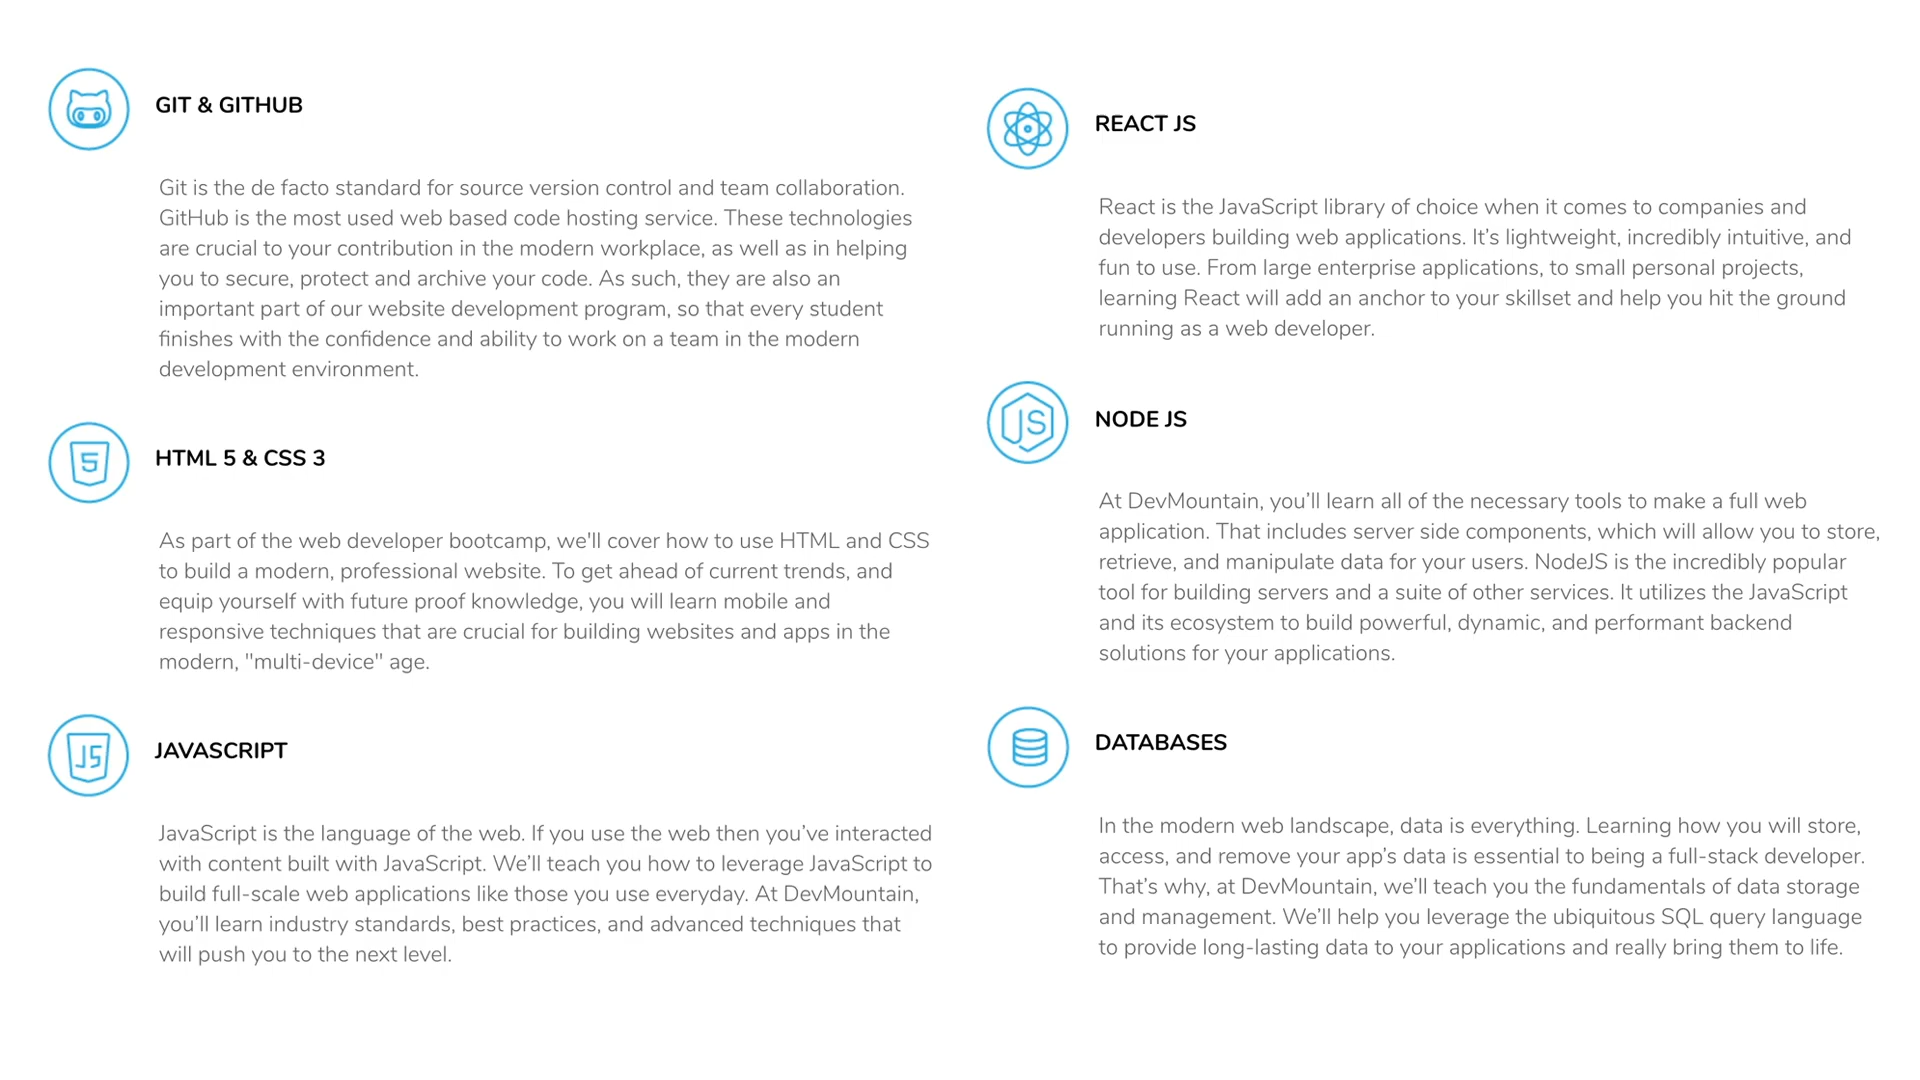 GIT & GITHUB
Git is the de facto standard for source version control and team collaboration.
GitHub is the most used web based code hosting service. These technologies
are crucial to your contribution in the modern workplace, as well as in helping
you to secure, protect and archive your code. As such, they are also an
important part of our website development program, so that every student
finishes with the confidence and ability to work on a team in the modern
development environment.
5
HTML 5 & CSS 3
As part of the web developer bootcamp, we'll cover how to use HTML and CSS
to build a modern, professional website. To get ahead of current trends, and
equip yourself with future proof knowledge, you will learn mobile and
responsive techniques that are crucial for building websites and apps in the
modern, "multi-device" age.
JS
JAVASCRIPT
JavaScript is the language of the web. If you use the web then you’ve interacted
with content built with JavaScript. We’ll teach you how to leverage JavaScript to
build full-scale web applications like those you use everyday. At DevMountain,
you’ll learn industry standards, best practices, and advanced techniques that
will push you to the next level.
REACT JS
React is the JavaScript library of choice when it comes to companies and
developers building web applications. It’s lightweight, incredibly intuitive, and
fun to use. From large enterprise applications, to small personal projects,
learning React will add an anchor to your skillset and help you hit the ground
running as a web developer.
JS
NODE JS
At DevMountain, you’ll learn all of the necessary tools to make a full web
application. That includes server side components, which will allow you to store,
retrieve, and manipulate data for your users. NodeJS is the incredibly popular
tool for building servers and a suite of other services. It utilizes the JavaScript
and its ecosystem to build powerful, dynamic, and performant backend
solutions for your applications.
DATABASES
In the modern web landscape, data is everything. Learning how you will store,
access, and remove your app’s data is essential to being a full-stack developer.
That’s why, at DevMountain, we’ll teach you the fundamentals of data storage
and management. We’ll help you leverage the ubiquitous SQL query language
to provide long-lasting data to your applications and really bring them to life.